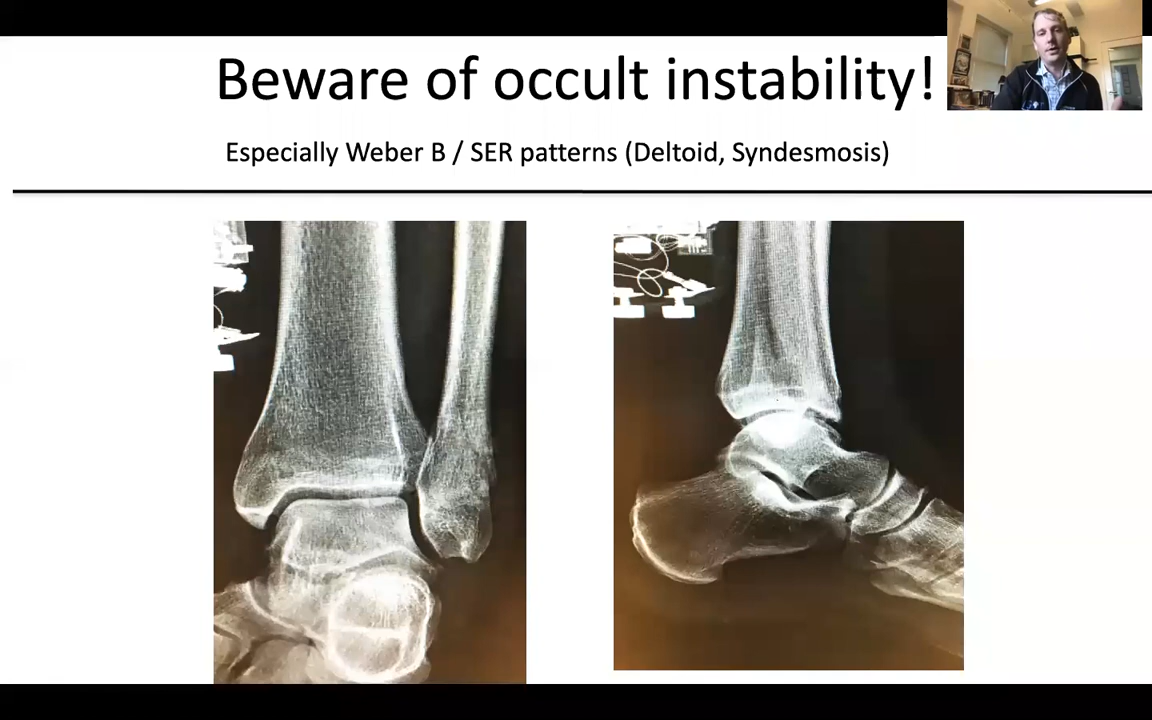 Beware of occult instability!
Especially Weber B / SER patterns (Deltoid, Syndesmosis)